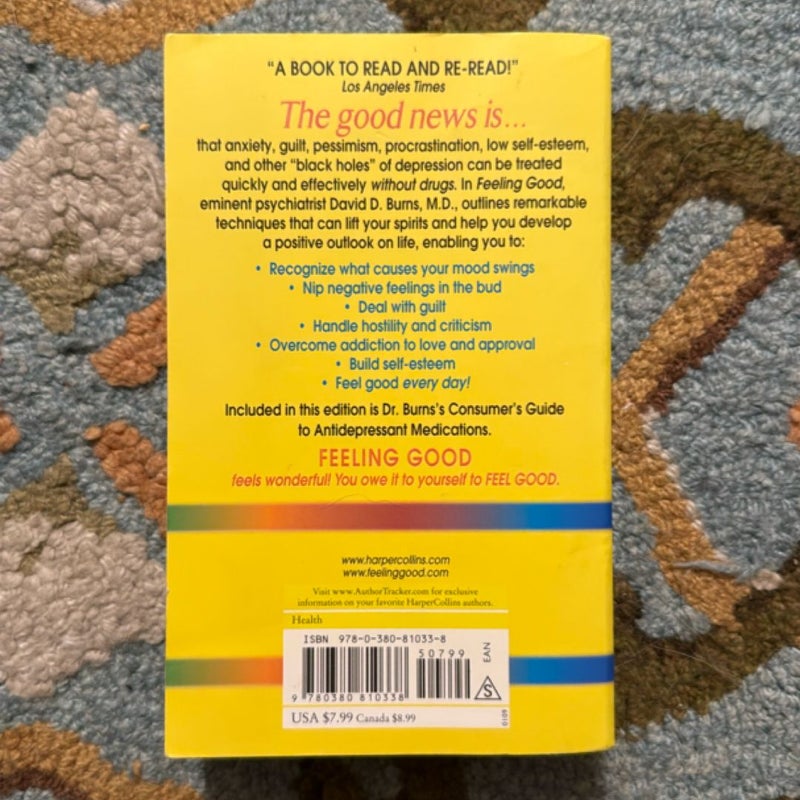 “A BOOK TO READ AND RE-READ!”
Los Angeles Times
The good news is...
that anxiety, guilt, pessimism, procrastination, low self-esteem,
and other “black holes” of depression can be treated
quickly and effectively without drugs. In Feeling Good,
eminent psychiatrist David D. Burns, M.D., outlines remarkable
techniques that can lift your spirits and help you develop
a positive outlook on life, enabling you to:
• Recognize what causes your mood swings
• Nip negative feelings in the bud
• Deal with guilt
• Handle hostility and criticism
• Overcome addiction to love and approval
• Build self-esteem
• Feel good every day!
Included in this edition is Dr. Burns’s Consumer’s Guide
to Antidepressant Medications.
FEELING GOOD
feels wonderful! You owe it to yourself to FEEL GOOD.
www.harpercollins.com
www.feelinggood.com
Visit www.AuthorTracker.com for exclusive
information on your favorite HarperCollins authors.
Health
ISBN 978-0-380-81033-8
50799
EAN
9 780380 810338
S
USA $7.99 Canada $8.99
0109